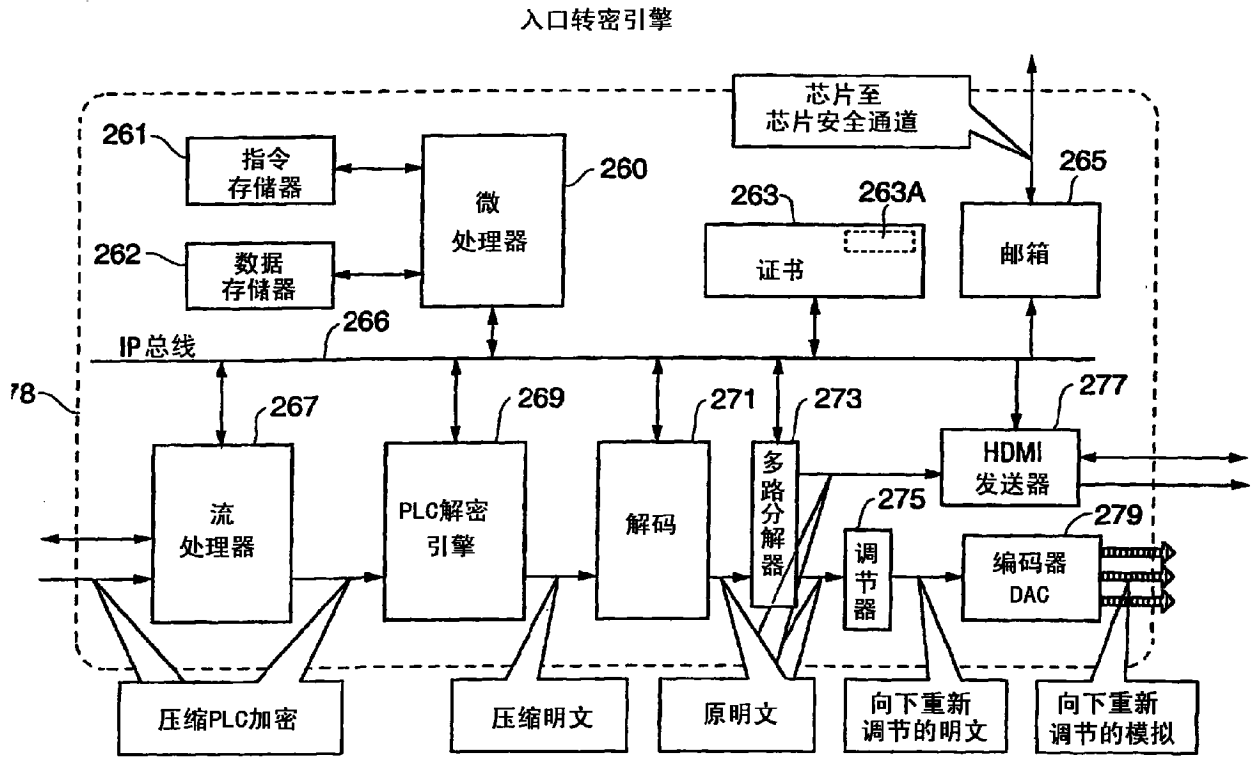 入口转密引擎
芯片至
芯片安全通道
261
指令
存储器
260
微
处理器
263
263A
证书
265
邮箱
262
数据
存储器
266
IP总线
78
267
流
处理器
269
PLC解密
引擎
271
解码
273
多路分解器
277
HDMI
发送器
275
调节器
279
编码器
DAC
压缩PLC加密
压缩明文
原明文
向下重新
调节的明文
向下重新
调节的模拟